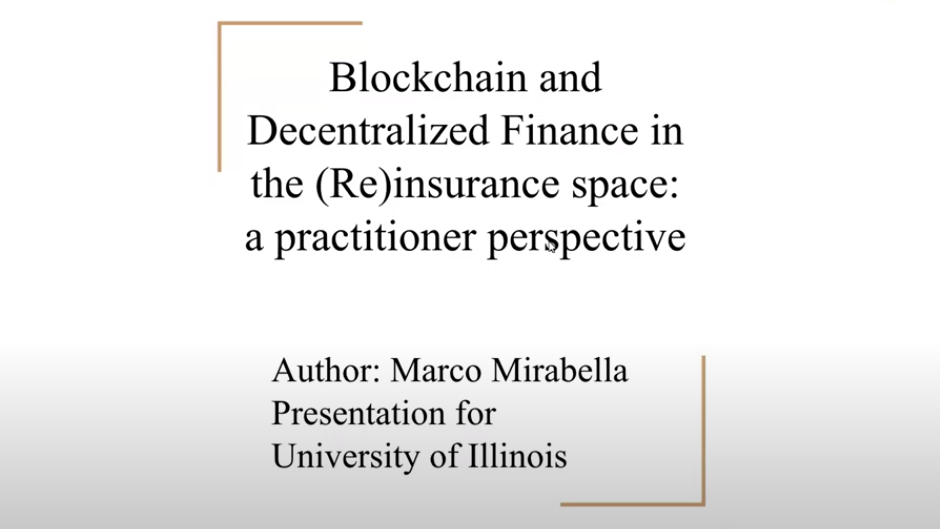 Blockchain and
Decentralized Finance in
the (Re)insurance space:
a practitioner perspective
Author: Marco Mirabella
Presentation for
University of Illinois